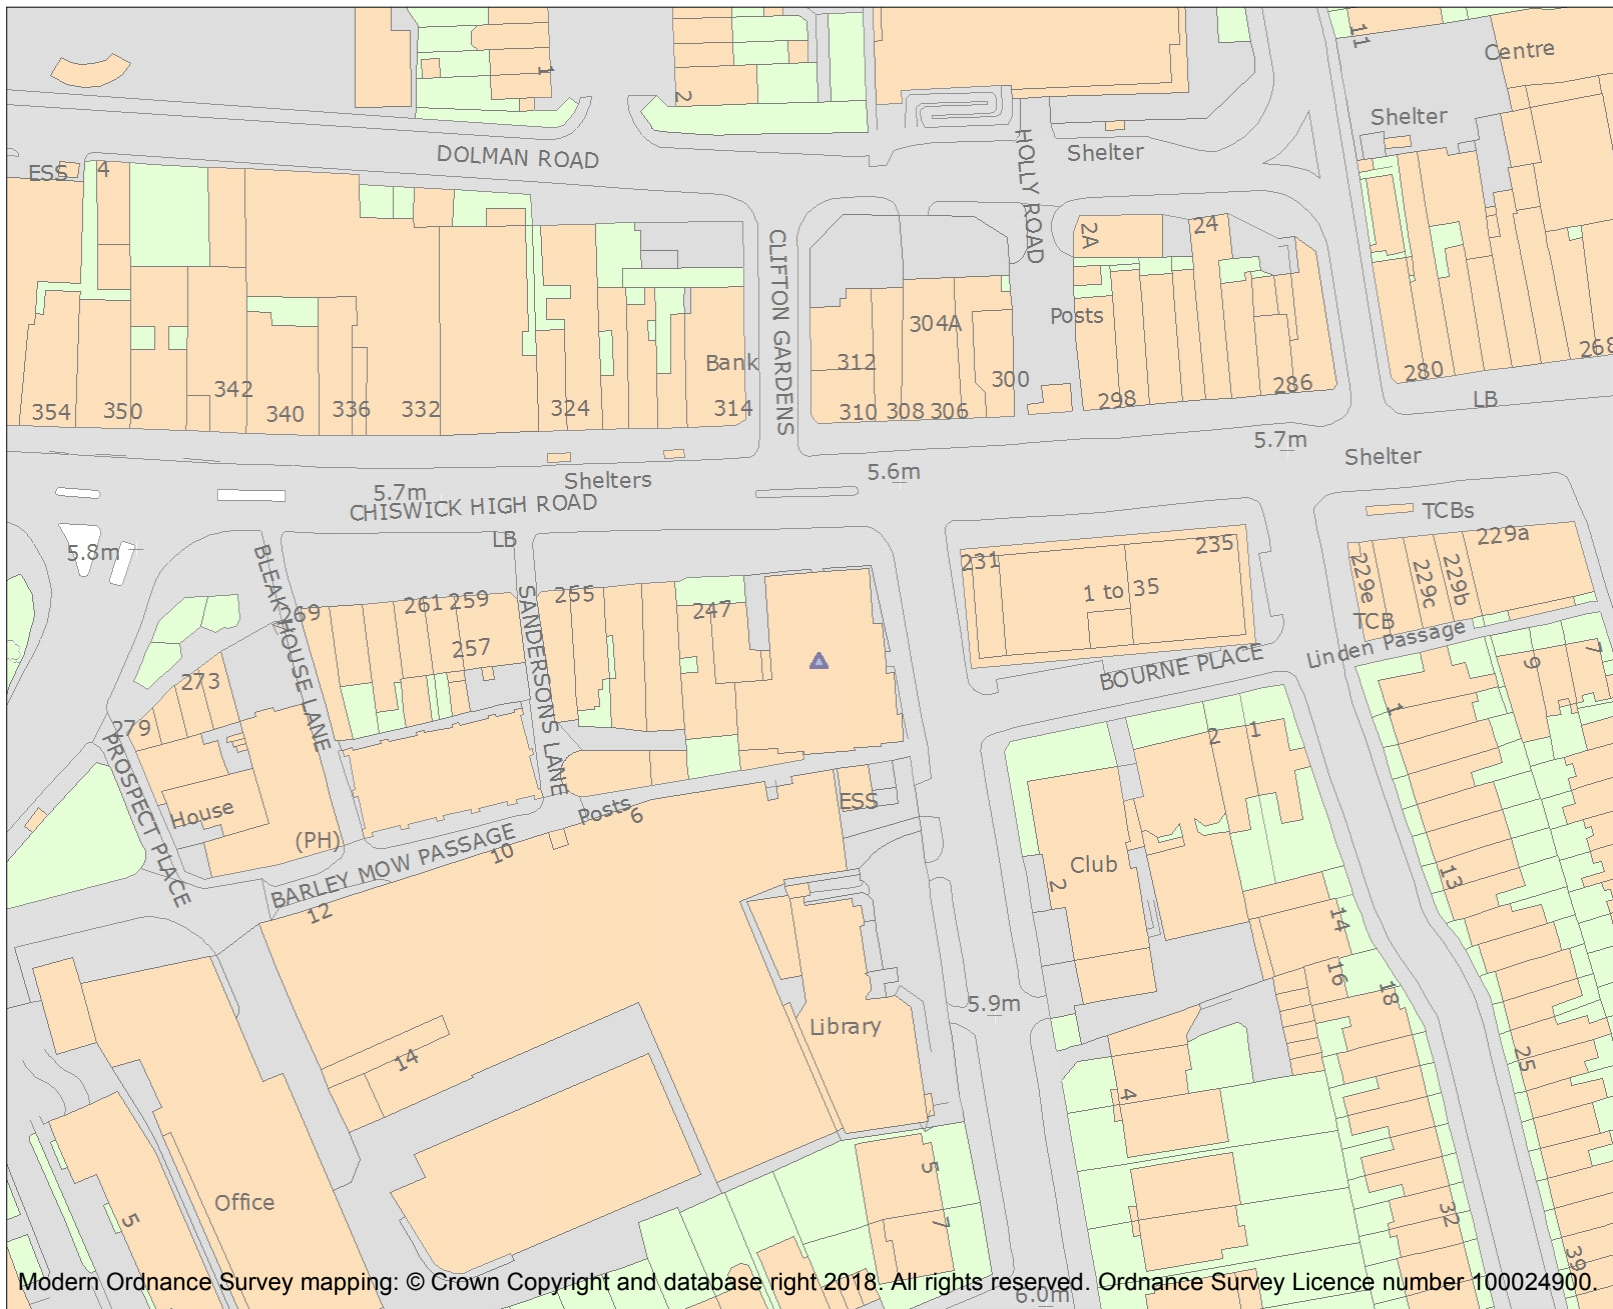 11
Centre
1
2
Shelter
HOLLY ROAD
Shelter
DOLMAN ROAD
ESS
4
2A
24
CLIFTON GARDENS
Posts
304A
Bank
312
300
280
268
354
350
342
340
336
332
324
314
310
308
306
298
286
LB
5.7m
Shelter
5.6m
Shelters
5.7m
CHISWICK HIGH ROAD
TCBs
LB
5.8m
BLEAK HOUSE LANE
231
235
229a
1 to 35
229e
229c
229b
269
261
259
255
247
257
SANDERSONS LANE
TCB
Linden Passage
BOURNE PLACE
9
7
273
279
PROSPECT PLACE
1
2
1
House
(PH)
Posts
6
ESS
BARLEY MOW PASSAGE
10
12
Club
2
13
14
16
18
5.9m
Library
14
25
4
5
7
Office
5
32
39
6.0m
Modern Ordnance Survey mapping: © Crown Copyright and database right 2018. All rights reserved. Ordnance Survey Licence number 100024900.